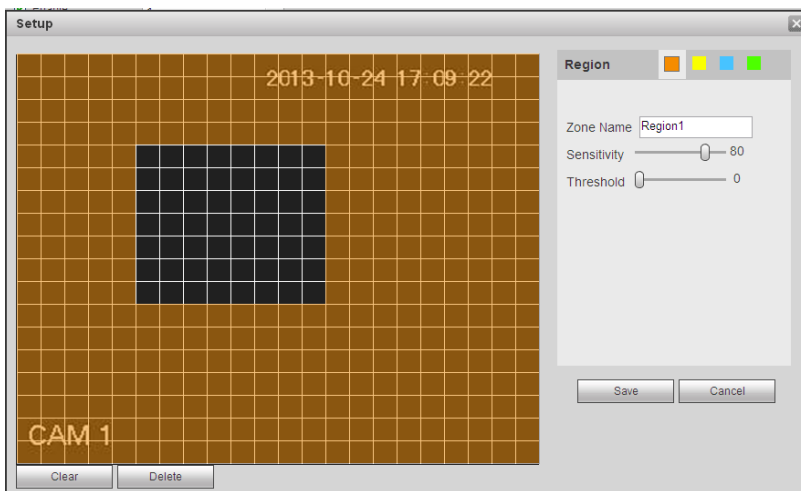 Setup
2013-10-24 17:09:22
Region
Zone Name Region1
Sensitivity 80
Threshold 0
Save Cancel
CAM 1
Clear Delete